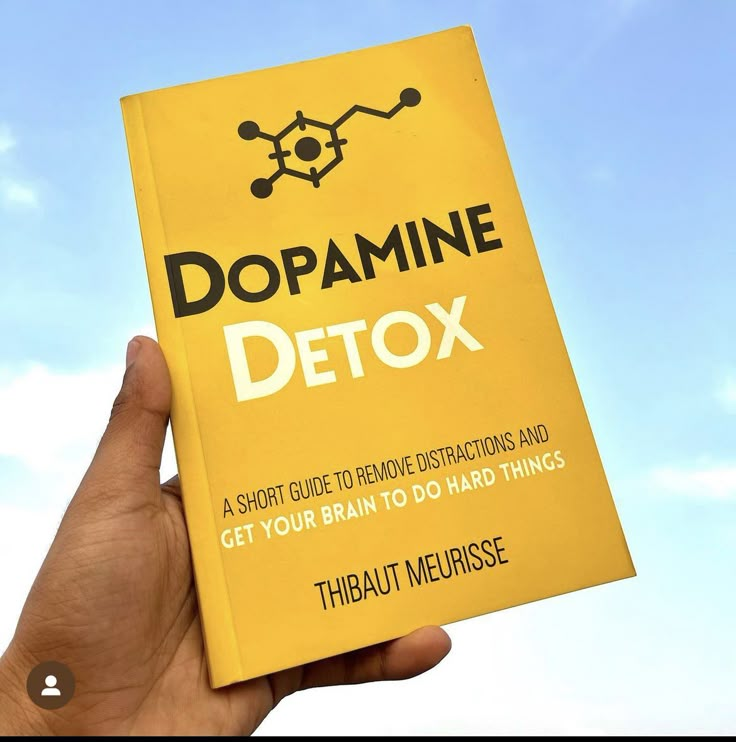 DOPAMINE
DETOX
A SHORT GUIDE TO REMOVE DISTRACTIONS AND
GET YOUR BRAIN TO DO HARD THINGS
THIBAUT MEURISSE